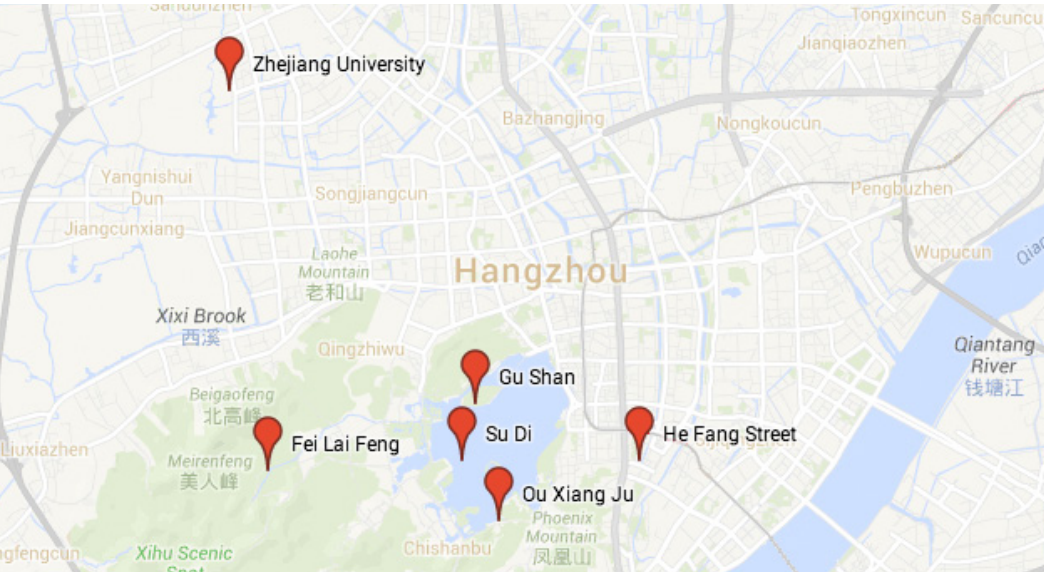 Tongxincun
Sancuncu
Jianqiaozhen
Zhejiang University
Bazhangjing
Nongkoucun
Yangnishui
Dun
Songjiangcun
Pengbuzhen
Jiangcunxiang
Laohe
Mountain
老和山
Hangzhou
Wupucun
Xixi Brook
西溪
Qingzhiwu
Qiantang
River
钱塘江
Gu Shan
Beigaofeng
北高峰
Su Di
He Fang Street
Fei Lai Feng
Liuxiazhen
Meirenfeng
美人峰
Ou Xiang Ju
Phoenix
Mountain
凤凰山
Chishanbu
ngfengcun
Xihu Scenic